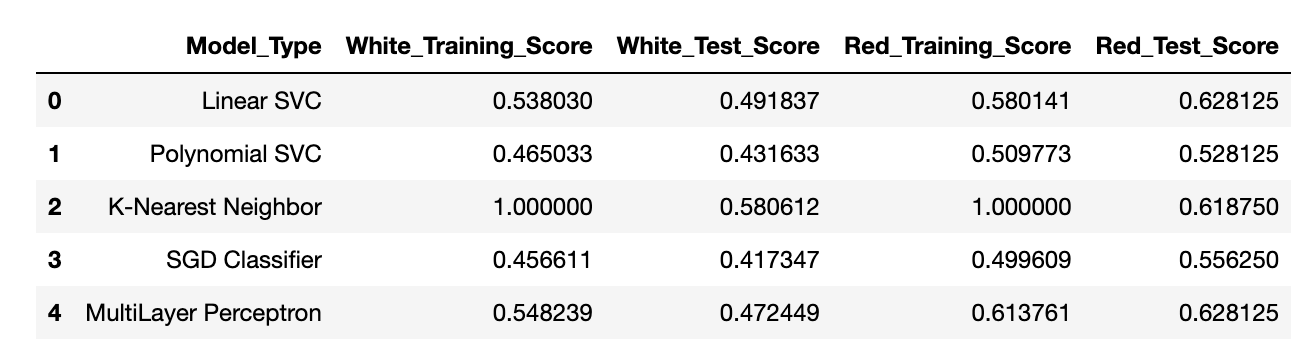 Model_Type White_Training_Score White_Test_Score Red_Training_Score Red_Test_Score
0 Linear SVC 0.538030 0.491837 0.580141 0.628125
1 Polynomial SVC 0.465033 0.431633 0.509773 0.528125
2 K-Nearest Neighbor 1.000000 0.580612 1.000000 0.618750
3 SGD Classifier 0.456611 0.417347 0.499609 0.556250
4 MultiLayer Perceptron 0.548239 0.472449 0.613761 0.628125